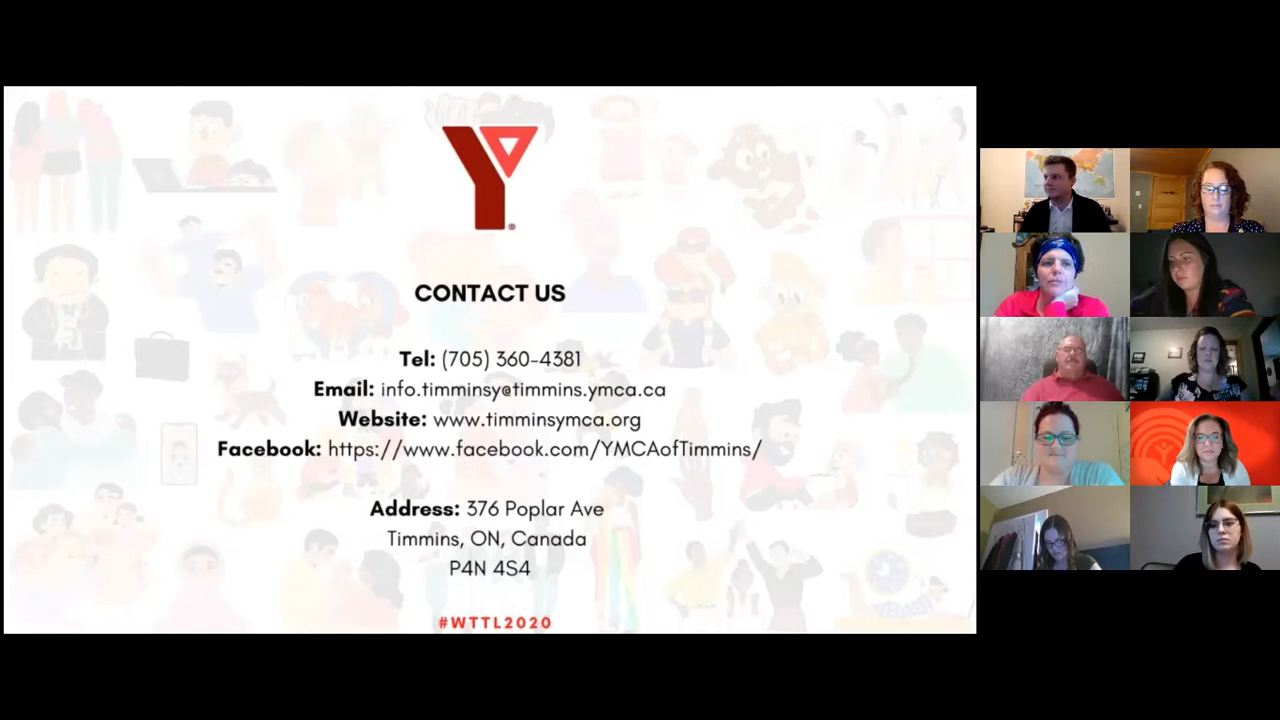 Y
®
CONTACT US
Tel: (705) 360-4381
Email: info.timminsy@timmins.ymca.ca
Website: www.timminsymca.org
Facebook: https://www.facebook.com/YMCAofTimmins/
Address: 376 Poplar Ave
Timmins, ON, Canada
P4N 4S4
#WTTL2020